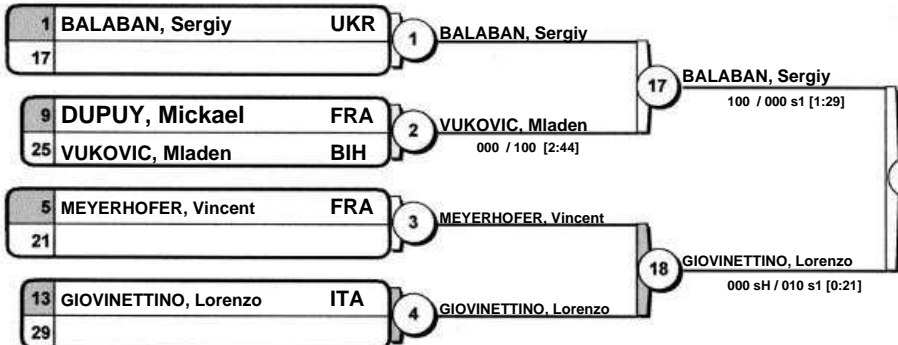 1 BALABAN, Sergiy UKR
17
1 BALABAN, Sergiy
9 DUPUY, Mickael FRA
25 VUKOVIC, Mladen BIH
2 VUKOVIC, Mladen
000 / 100 [2:44]
17 BALABAN, Sergiy
100 / 000 s1 [1:29]
5 MEYERHOFER, Vincent FRA
21
3 MEYERHOFER, Vincent
13 GIOVINETTINO, Lorenzo ITA
29
4 GIOVINETTINO, Lorenzo
18 GIOVINETTINO, Lorenzo
000 sH / 010 s1 [0:21]